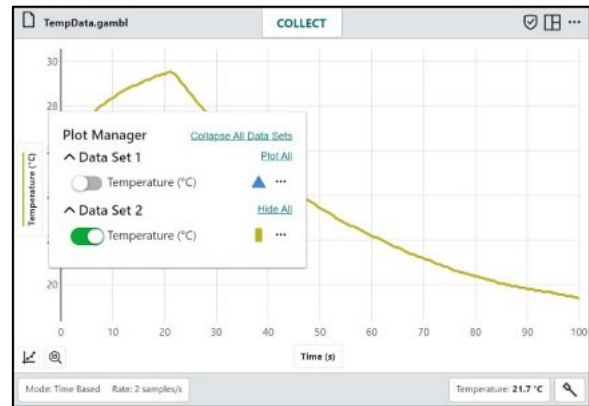 TempData.gambl
COLLECT
30
28
Plot Manager
Collapse All Data Sets
Data Set 1
Plot All
Temperature (°C)
Data Set 2
Hide All
Temperature (°C)
Temperature (°C)
20
0 10 20 30 40 50 60 70 80 90 100
Time (s)
Mode: Time Based Rate: 2 samples/s
Temperature: 21.7 °C